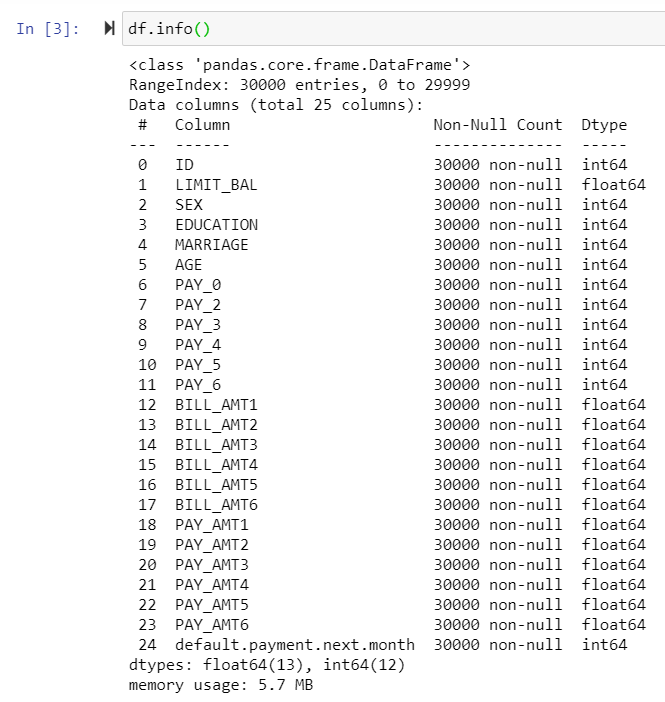 In [3]: df.info()
<class 'pandas.core.frame.DataFrame'>
RangeIndex: 30000 entries, 0 to 29999
Data columns (total 25 columns):
 #   Column                      Non-Null Count  Dtype
---  ------                      --------------  -----
 0   ID                          30000 non-null  int64
 1   LIMIT_BAL                   30000 non-null  float64
 2   SEX                         30000 non-null  int64
 3   EDUCATION                   30000 non-null  int64
 4   MARRIAGE                    30000 non-null  int64
 5   AGE                         30000 non-null  int64
 6   PAY_0                       30000 non-null  int64
 7   PAY_2                       30000 non-null  int64
 8   PAY_3                       30000 non-null  int64
 9   PAY_4                       30000 non-null  int64
 10  PAY_5                       30000 non-null  int64
 11  PAY_6                       30000 non-null  int64
 12  BILL_AMT1                   30000 non-null  float64
 13  BILL_AMT2                   30000 non-null  float64
 14  BILL_AMT3                   30000 non-null  float64
 15  BILL_AMT4                   30000 non-null  float64
 16  BILL_AMT5                   30000 non-null  float64
 17  BILL_AMT6                   30000 non-null  float64
 18  PAY_AMT1                    30000 non-null  float64
 19  PAY_AMT2                    30000 non-null  float64
 20  PAY_AMT3                    30000 non-null  float64
 21  PAY_AMT4                    30000 non-null  float64
 22  PAY_AMT5                    30000 non-null  float64
 23  PAY_AMT6                    30000 non-null  float64
 24  default.payment.next.month  30000 non-null  int64
dtypes: float64(13), int64(12)
memory usage: 5.7 MB